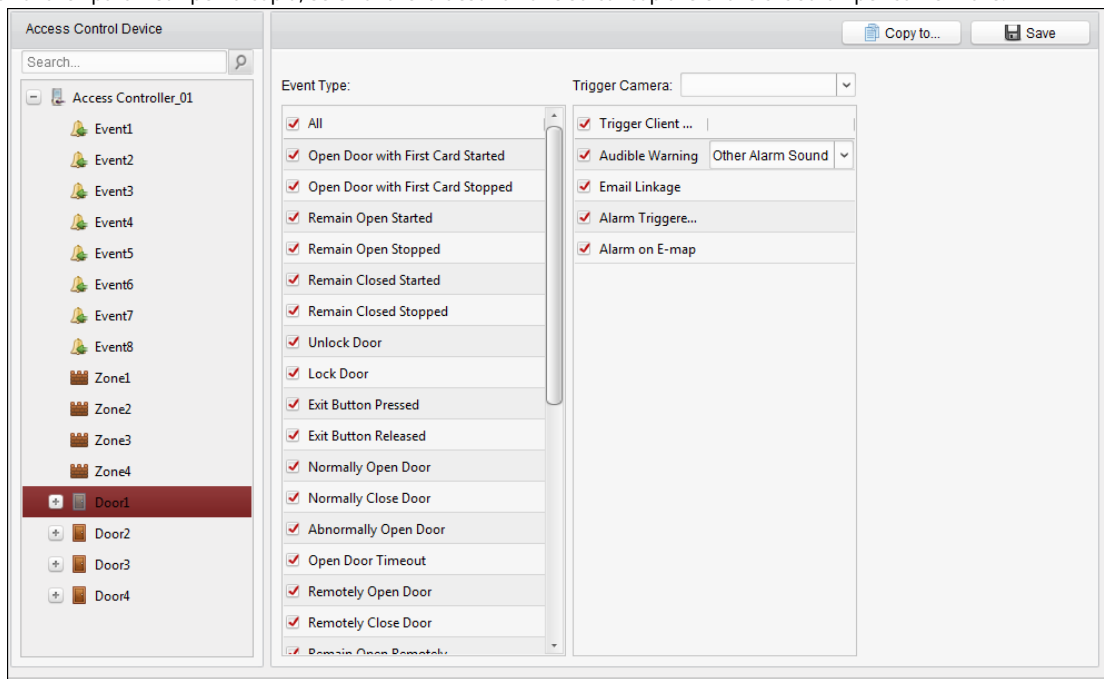 Access Control Device
Copy to...
Save
Search...
Access Controller_01
Event1
Event2
Event3
Event4
Event5
Event6
Event7
Event8
Zone1
Zone2
Zone3
Zone4
Door1
Door2
Door3
Door4
Event Type:
All
Open Door with First Card Started
Open Door with First Card Stopped
Remain Open Started
Remain Open Stopped
Remain Closed Started
Remain Closed Stopped
Unlock Door
Lock Door
Exit Button Pressed
Exit Button Released
Normally Open Door
Normally Close Door
Abnormally Open Door
Open Door Timeout
Remotely Open Door
Remotely Close Door
Remain Open Remotely
Trigger Camera:
Trigger Client ...
Audible Warning Other Alarm Sound
Email Linkage
Alarm Triggere...
Alarm on E-map